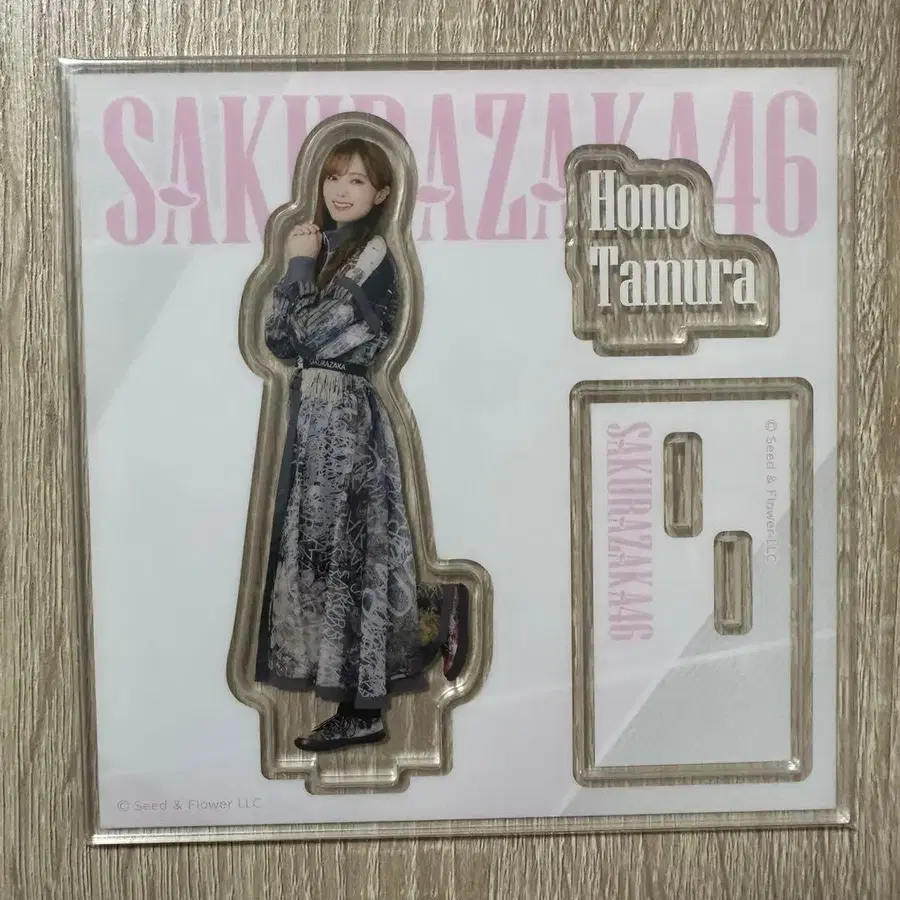 SAKURAZAKA46
Hono
Tamura
SAKURAZAKA
SAKURAZAKA46
© Seed & Flower LLC
© Seed & Flower LLC